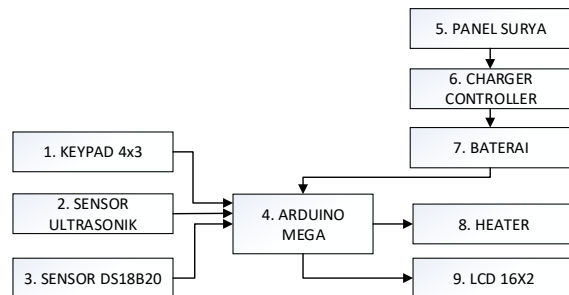 5. PANEL SURYA
6. CHARGER
CONTROLLER
7. BATERAI
1. KEYPAD 4x3
2. SENSOR
ULTRASONIK
3. SENSOR DS18B20
4. ARDUINO
MEGA
8. HEATER
9. LCD 16X2